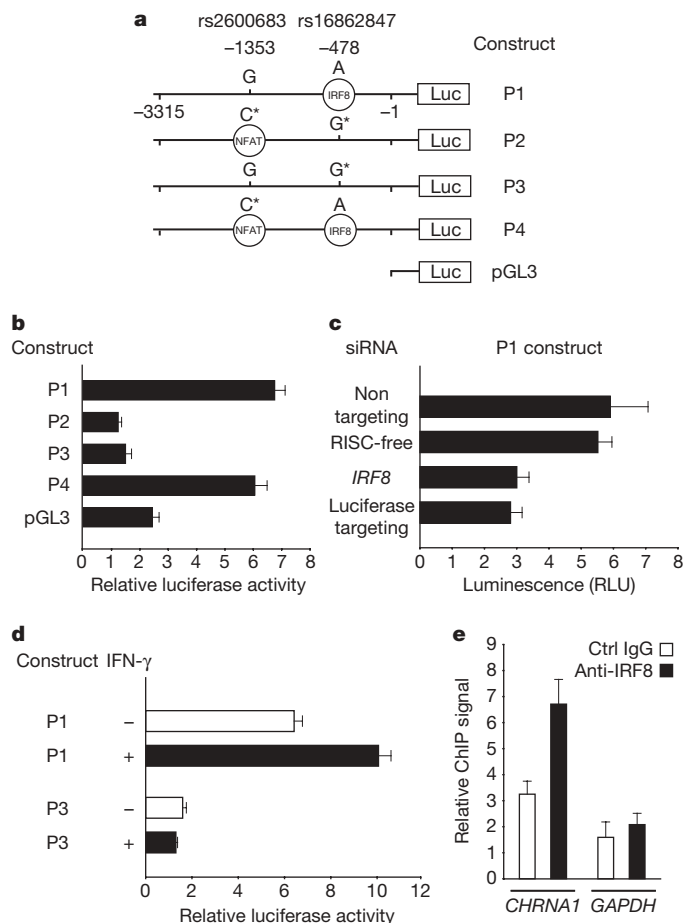 a
rs2600683 rs16862847
–1353 –478 Construct
G A
IRF8 Luc P1
–3315 –1
C* G*
NFAT Luc P2
G G*
Luc P3
C* A
NFAT IRF8 Luc P4
Luc pGL3
b
Construct
P1
P2
P3
P4
pGL3
0 1 2 3 4 5 6 7 8
Relative luciferase activity
c
siRNA P1 construct
Non
targeting
RISC-free
IRF8
Luciferase
targeting
0 1 2 3 4 5 6 7 8
Luminescence (RLU)
d
Construct IFN-γ
P1 –
P1 +
P3 –
P3 +
0 2 4 6 8 10 12
Relative luciferase activity
e
Ctrl IgG
Anti-IRF8
Relative ChIP signal
9
8
7
6
5
4
3
2
1
0
CHRNA1 GAPDH